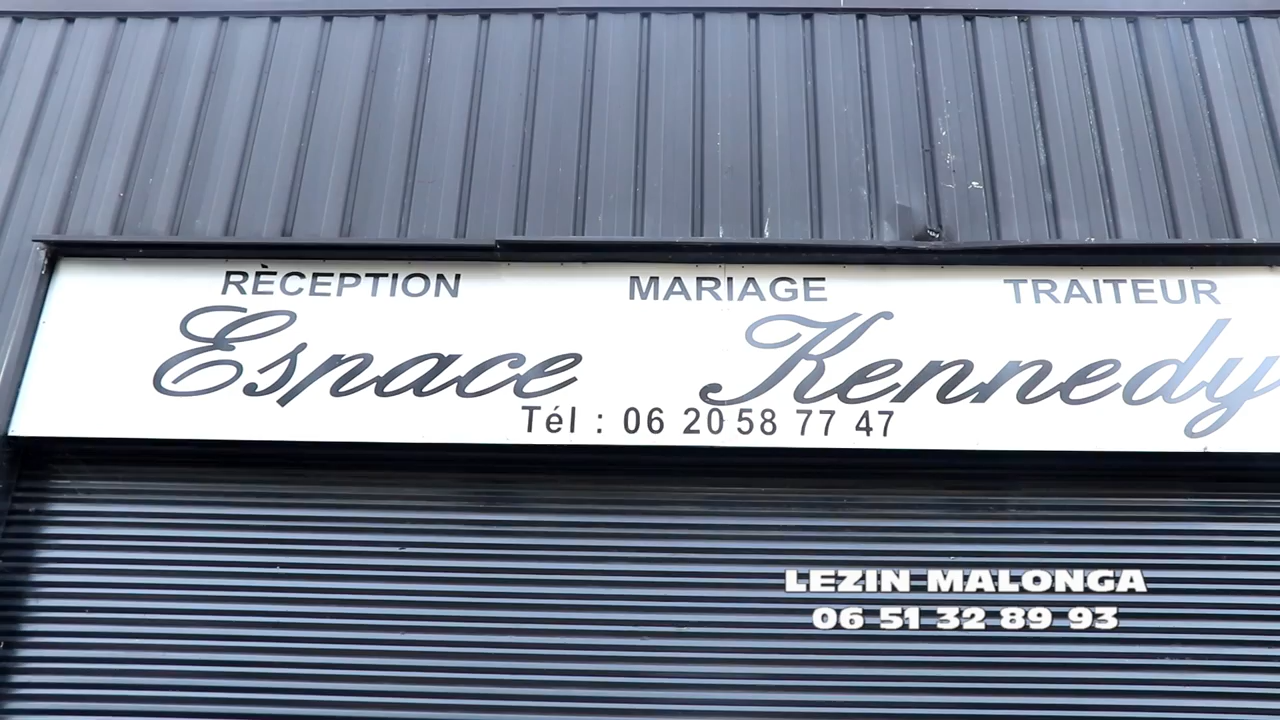 RÈCEPTION MARIAGE TRAITEUR
Espace Kennedy
Tél : 06 20 58 77 47
LEZIN MALONGA
06 51 32 89 93